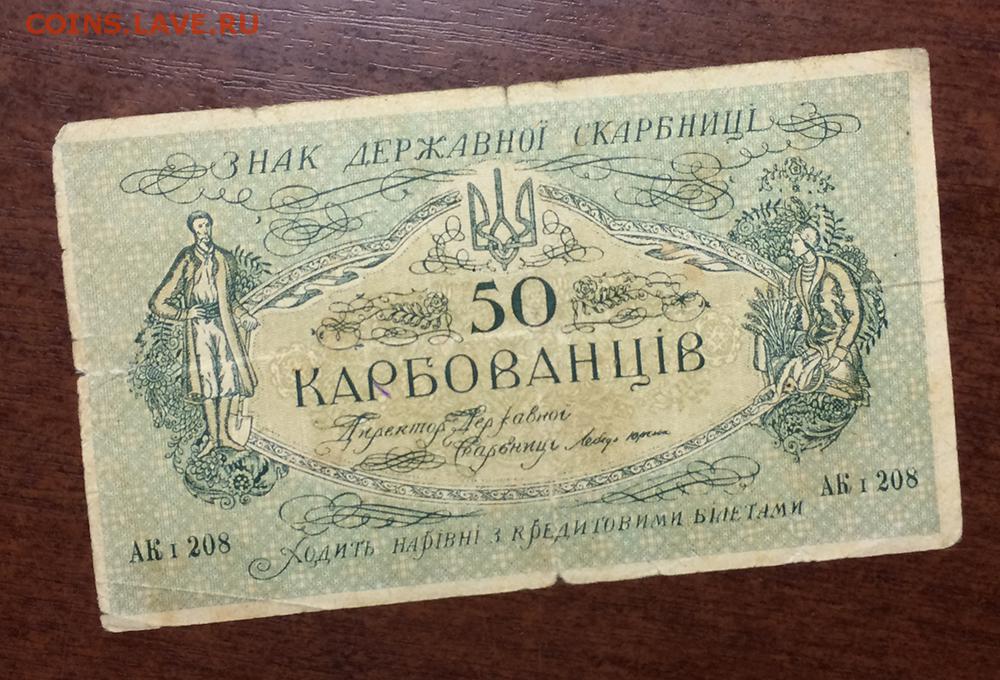 COINS.LAVE.RU
ЗНАК ДЕРЖАВНОЇ СКАРБНИЦІ
50
КАРБОВАНЦІВ
Директор Державної
Скарбниці
АК І 208
АК І 208
Ходить нарівні з кредитовими білетами